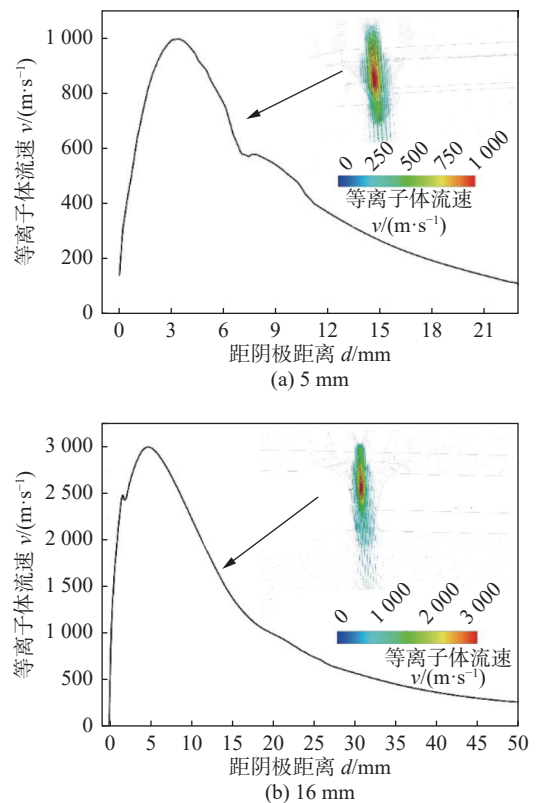 1 000
800
600
400
200
0
等离子体流速 v/(m·s⁻¹)
0 250 500 750 1 000
等离子体流速
v/(m·s⁻¹)
0 3 6 9 12 15 18 21
距阴极距离 d/mm
(a) 5 mm
3 000
2 500
2 000
1 500
1 000
500
0
等离子体流速 v/(m·s⁻¹)
0 1 000 2 000 3 000
等离子体流速
v/(m·s⁻¹)
0 5 10 15 20 25 30 35 40 45 50
距阴极距离 d/mm
(b) 16 mm